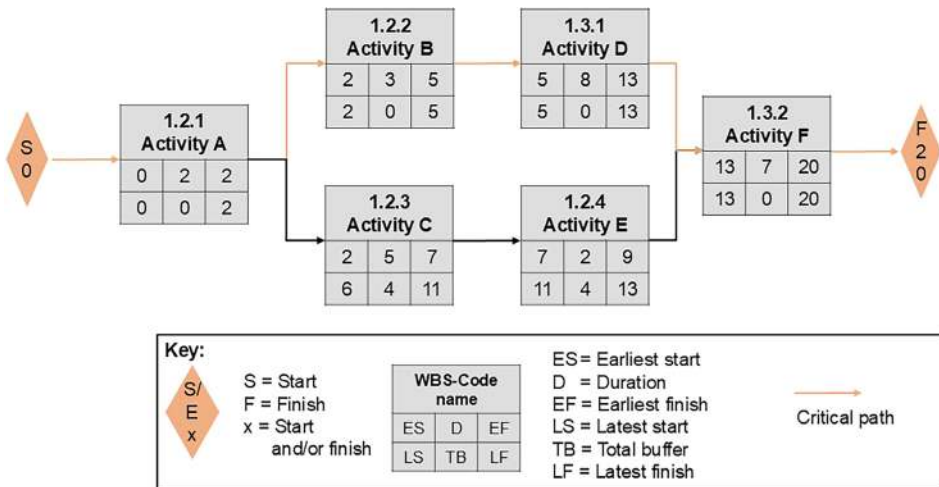 S
0
1.2.1
Activity A
0 2 2
0 0 2
1.2.2
Activity B
2 3 5
2 0 5
1.3.1
Activity D
5 8 13
5 0 13
1.2.3
Activity C
2 5 7
6 4 11
1.2.4
Activity E
7 2 9
11 4 13
1.3.2
Activity F
13 7 20
13 0 20
F
2
0
Key:
S/
E
x
S = Start
F = Finish
x = Start
and/or finish
WBS-Code
name
ES D EF
LS TB LF
ES = Earliest start
D = Duration
EF = Earliest finish
LS = Latest start
TB = Total buffer
LF = Latest finish
Critical path